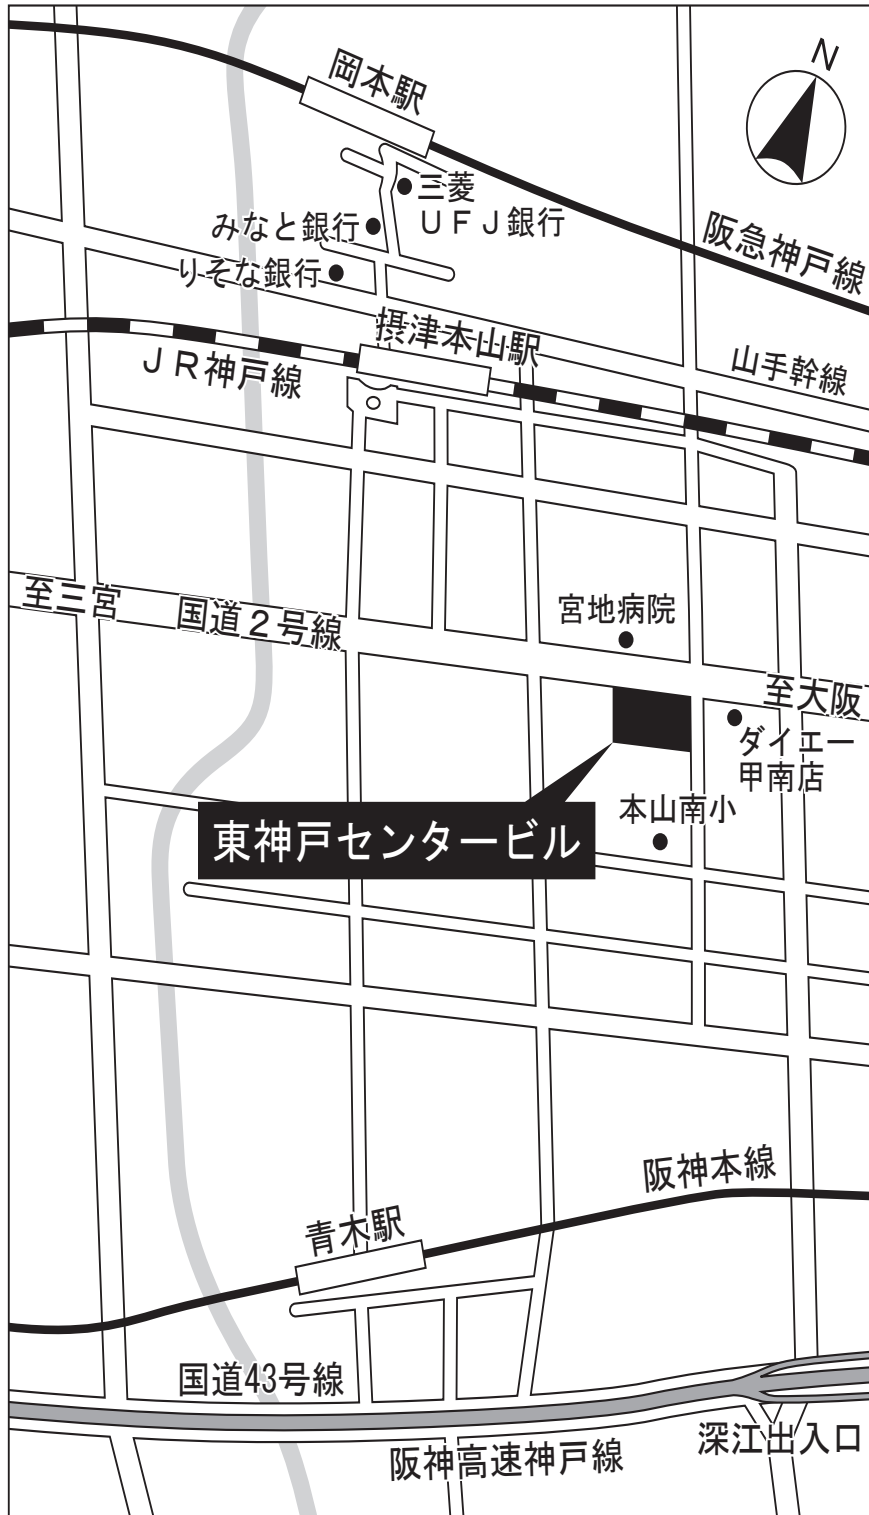 N
岡本駅
三菱
ＵＦＪ銀行
みなと銀行
りそな銀行
阪急神戸線
摂津本山駅
ＪＲ神戸線
山手幹線
至三宮
国道２号線
宮地病院
至大阪
ダイエー
甲南店
本山南小
東神戸センタービル
阪神本線
青木駅
国道43号線
深江出入口
阪神高速神戸線